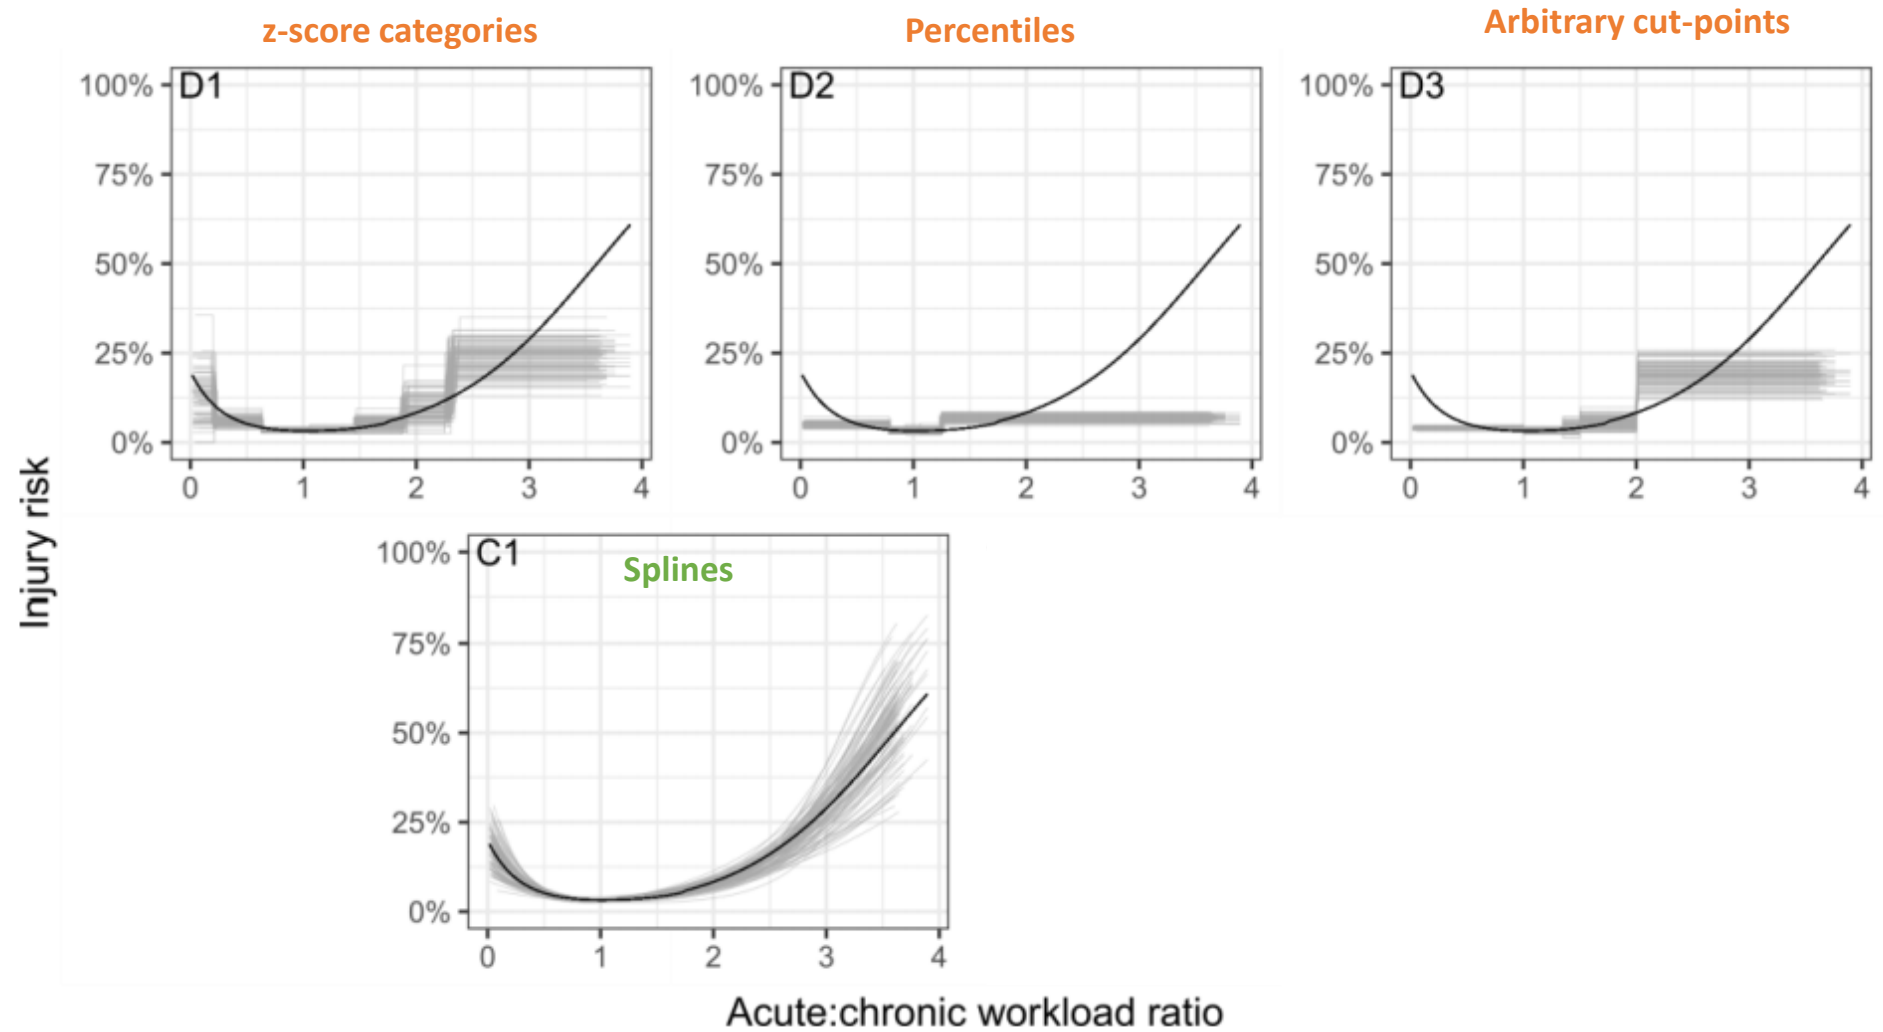 z-score categories
Percentiles
Arbitrary cut-points
D1
100%
75%
50%
25%
0%
0 1 2 3 4
D2
100%
75%
50%
25%
0%
0 1 2 3 4
D3
100%
75%
50%
25%
0%
0 1 2 3 4
Injury risk
C1
Splines
100%
75%
50%
25%
0%
0 1 2 3 4
Acute:chronic workload ratio